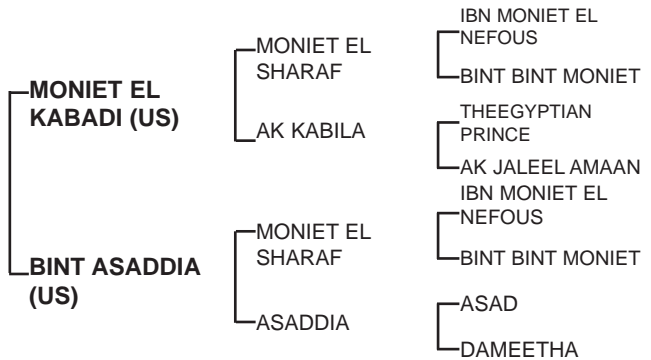 MONIET EL
KABADI (US)
BINT ASADDIA
(US)
MONIET EL
SHARAF
AK KABILA
MONIET EL
SHARAF
ASADDIA
IBN MONIET EL
NEFOUS
BINT BINT MONIET
THEEGYPTIAN
PRINCE
AK JALEEL AMAAN
IBN MONIET EL
NEFOUS
BINT BINT MONIET
ASAD
DAMEETHA